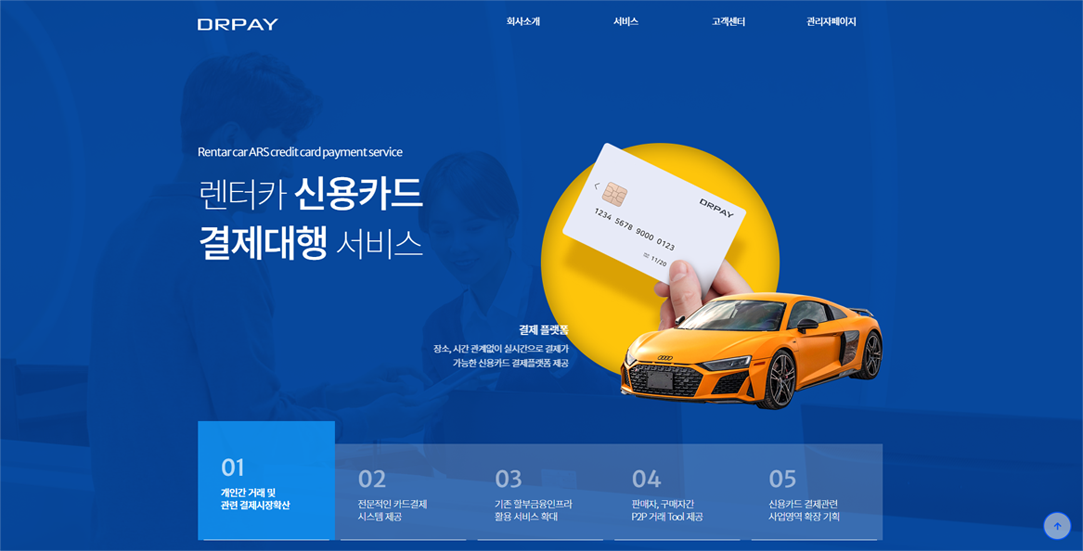 DRPAY
회사소개
서비스
고객센터
관리자페이지
Rentar car ARS credit card payment service
렌터카 신용카드
결제대행 서비스
DRPAY
1234 5678 9000 0123
11/20
결제 플랫폼
장소, 시간 관계없이 실시간으로 결제가
가능한 신용카드 결제플랫폼 제공
01
개인간 거래 및
관련 결제시장확산
02
전문적인 카드결제
시스템 제공
03
기존 할부금융인프라
활용 서비스 확대
04
판매자, 구매자간
P2P 거래 Tool 제공
05
신용카드 결제관련
사업영역 확장 기회